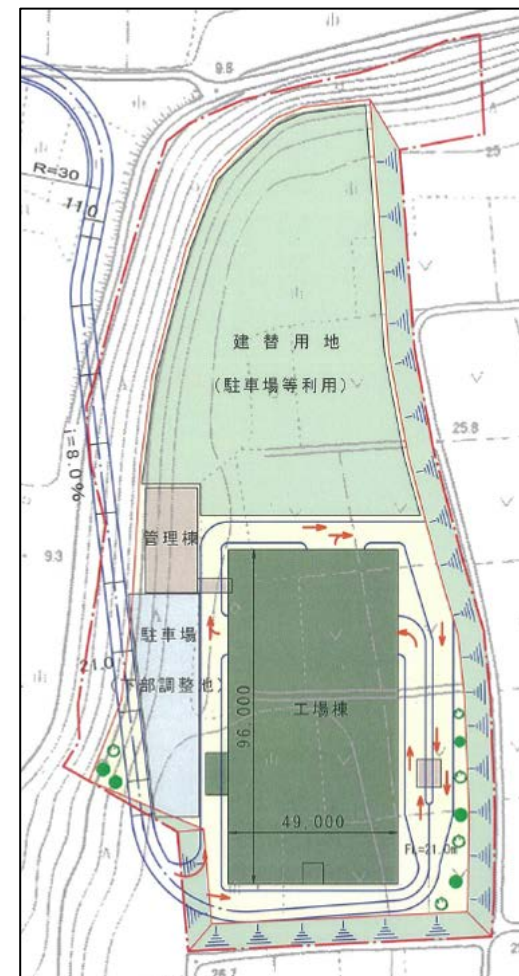 9.8
R=30
11.0
25
建替用地
(駐車場等利用)
25.8
i=8.0%
管理棟
9.3
駐車場
21.0
(下部調整池)
工場棟
96,000
49,000
FL=21.0m
26.7